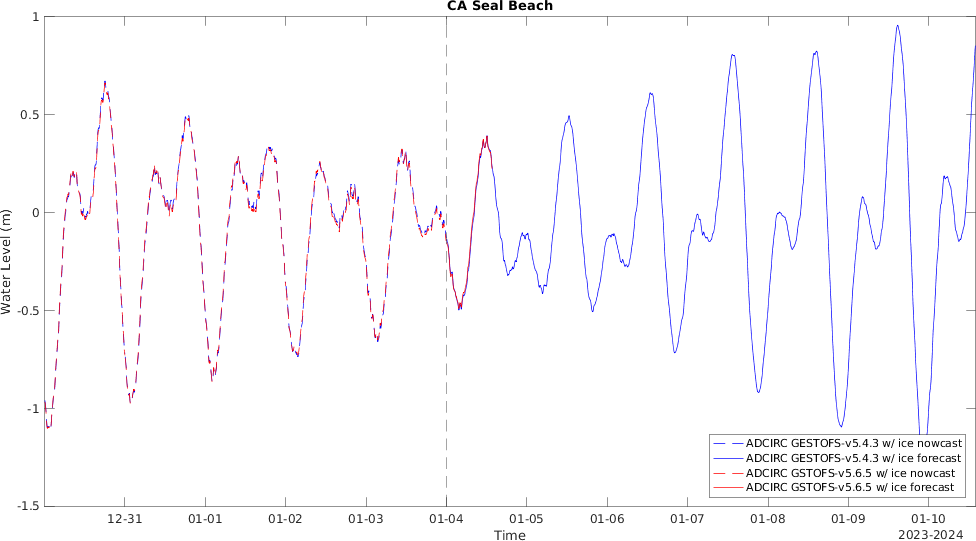 CA Seal Beach
1
0.5
0
-0.5
-1
-1.5
Water Level (m)
ADCIRC GESTOFS-v5.4.3 w/ ice nowcast
ADCIRC GESTOFS-v5.4.3 w/ ice forecast
ADCIRC GSTOFS-v5.6.5 w/ ice nowcast
ADCIRC GSTOFS-v5.6.5 w/ ice forecast
12-31 01-01 01-02 01-03 01-04 01-05 01-06 01-07 01-08 01-09 01-10
Time
2023-2024